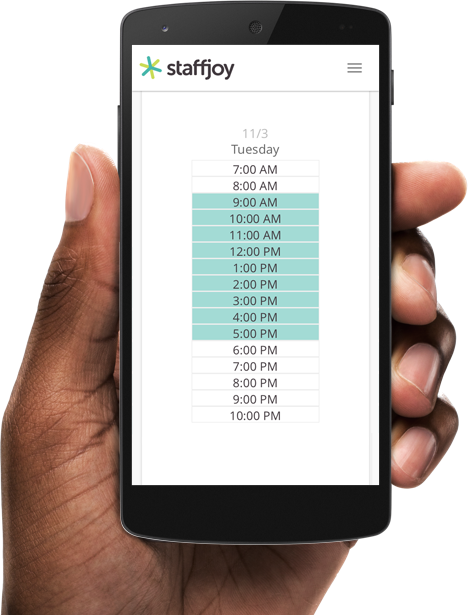 staffjoy
11/3
Tuesday
7:00 AM
8:00 AM
9:00 AM
10:00 AM
11:00 AM
12:00 PM
1:00 PM
2:00 PM
3:00 PM
4:00 PM
5:00 PM
6:00 PM
7:00 PM
8:00 PM
9:00 PM
10:00 PM